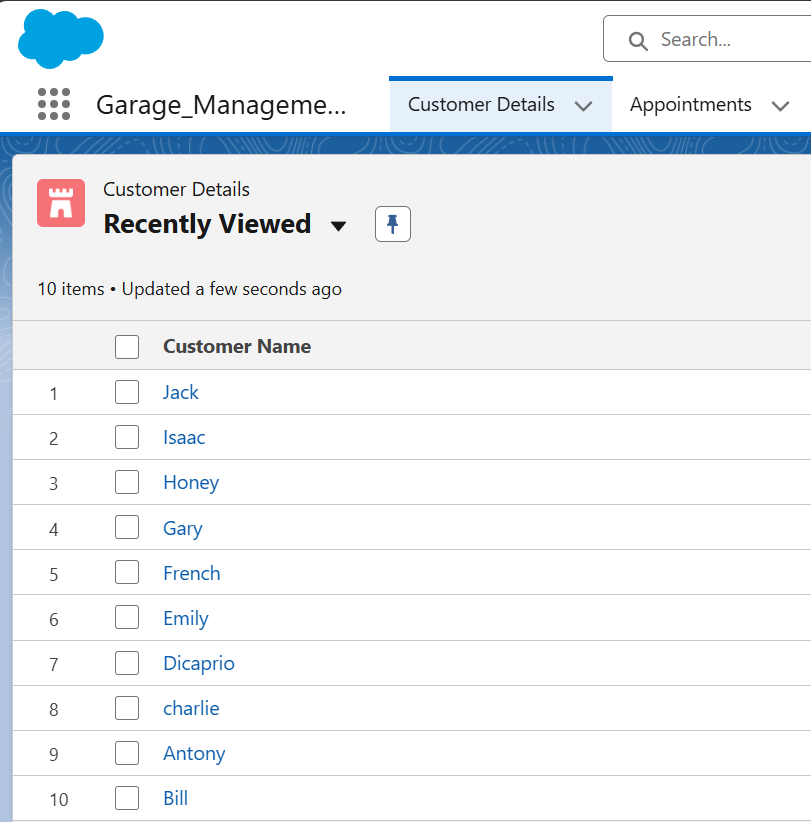 Search...
Garage_Manageme... Customer Details Appointments
Customer Details
Recently Viewed
10 items • Updated a few seconds ago
Customer Name
1 Jack
2 Isaac
3 Honey
4 Gary
5 French
6 Emily
7 Dicaprio
8 charlie
9 Antony
10 Bill